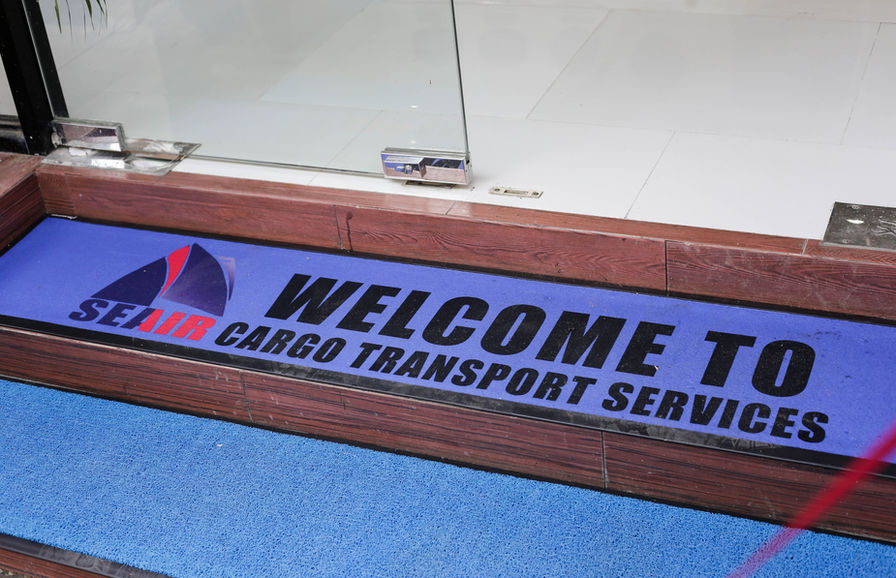 WELCOME TO
SEAIR CARGO TRANSPORT SERVICES